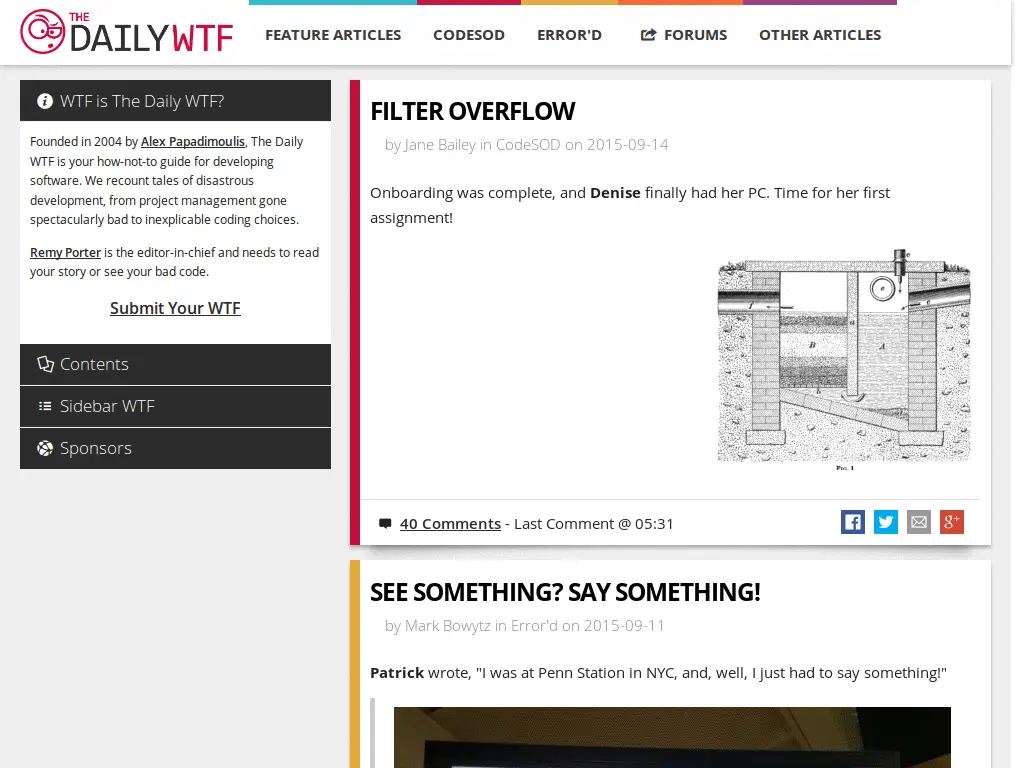 THE
DAILYWTF
FEATURE ARTICLES
CODESOD
ERROR'D
FORUMS
OTHER ARTICLES
WTF is The Daily WTF?
Founded in 2004 by Alex Papadimoulis, The Daily
WTF is your how-not-to guide for developing
software. We recount tales of disastrous
development, from project management gone
spectacularly bad to inexplicable coding choices.
Remy Porter is the editor-in-chief and needs to read
your story or see your bad code.
Submit Your WTF
Contents
Sidebar WTF
Sponsors
FILTER OVERFLOW
by Jane Bailey in CodeSOD on 2015-09-14
Onboarding was complete, and Denise finally had her PC. Time for her first
assignment!
B
A
FIG. 1
40 Comments - Last Comment @ 05:31
g+
SEE SOMETHING? SAY SOMETHING!
by Mark Bowytz in Error'd on 2015-09-11
Patrick wrote, "I was at Penn Station in NYC, and, well, I just had to say something!"